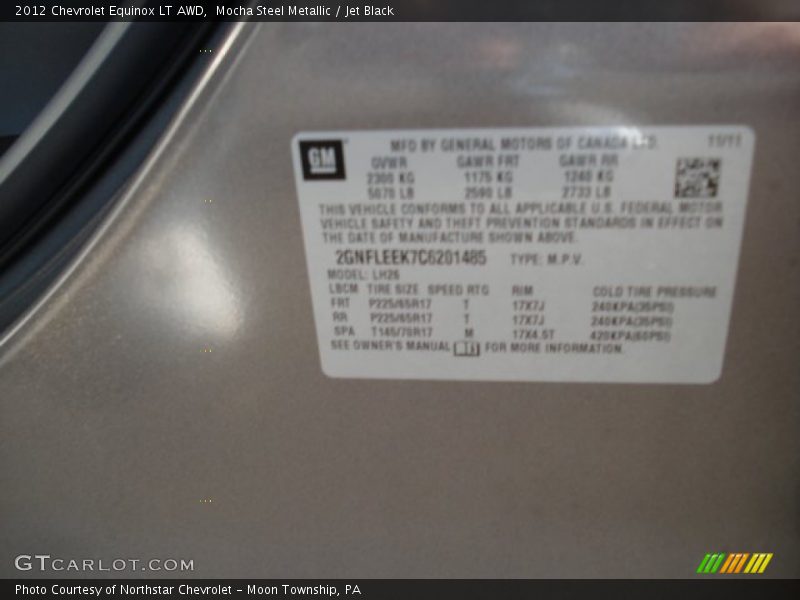 2012 Chevrolet Equinox LT AWD, Mocha Steel Metallic / Jet Black
GM
MFD BY GENERAL MOTORS OF CANADA LTD. 11/11
GVWR GAWR FRT GAWR RR
2300 KG 1175 KG 1240 KG
5070 LB 2590 LB 2733 LB
THIS VEHICLE CONFORMS TO ALL APPLICABLE U.S. FEDERAL MOTOR
VEHICLE SAFETY AND THEFT PREVENTION STANDARDS IN EFFECT ON
THE DATE OF MANUFACTURE SHOWN ABOVE.
2GNFLEEK7C6201485 TYPE: M.P.V.
MODEL: LH26
LBCM TIRE SIZE SPEED RTG RIM COLD TIRE PRESSURE
FRT P225/65R17 T 17X7J 240KPA(35PSI)
RR P225/65R17 T 17X7J 240KPA(35PSI)
SPA T145/70R17 M 17X4.5T 420KPA(60PSI)
SEE OWNER'S MANUAL FOR MORE INFORMATION.
GTCARLOT.COM
Photo Courtesy of Northstar Chevrolet - Moon Township, PA